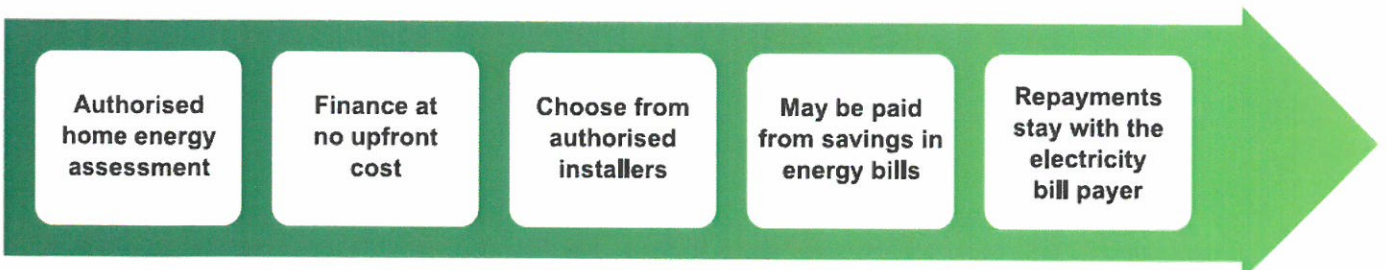 Authorised
home energy
assessment
Finance at
no upfront
cost
Choose from
authorised
installers
May be paid
from savings in
energy bills
Repayments
stay with the
electricity
bill payer